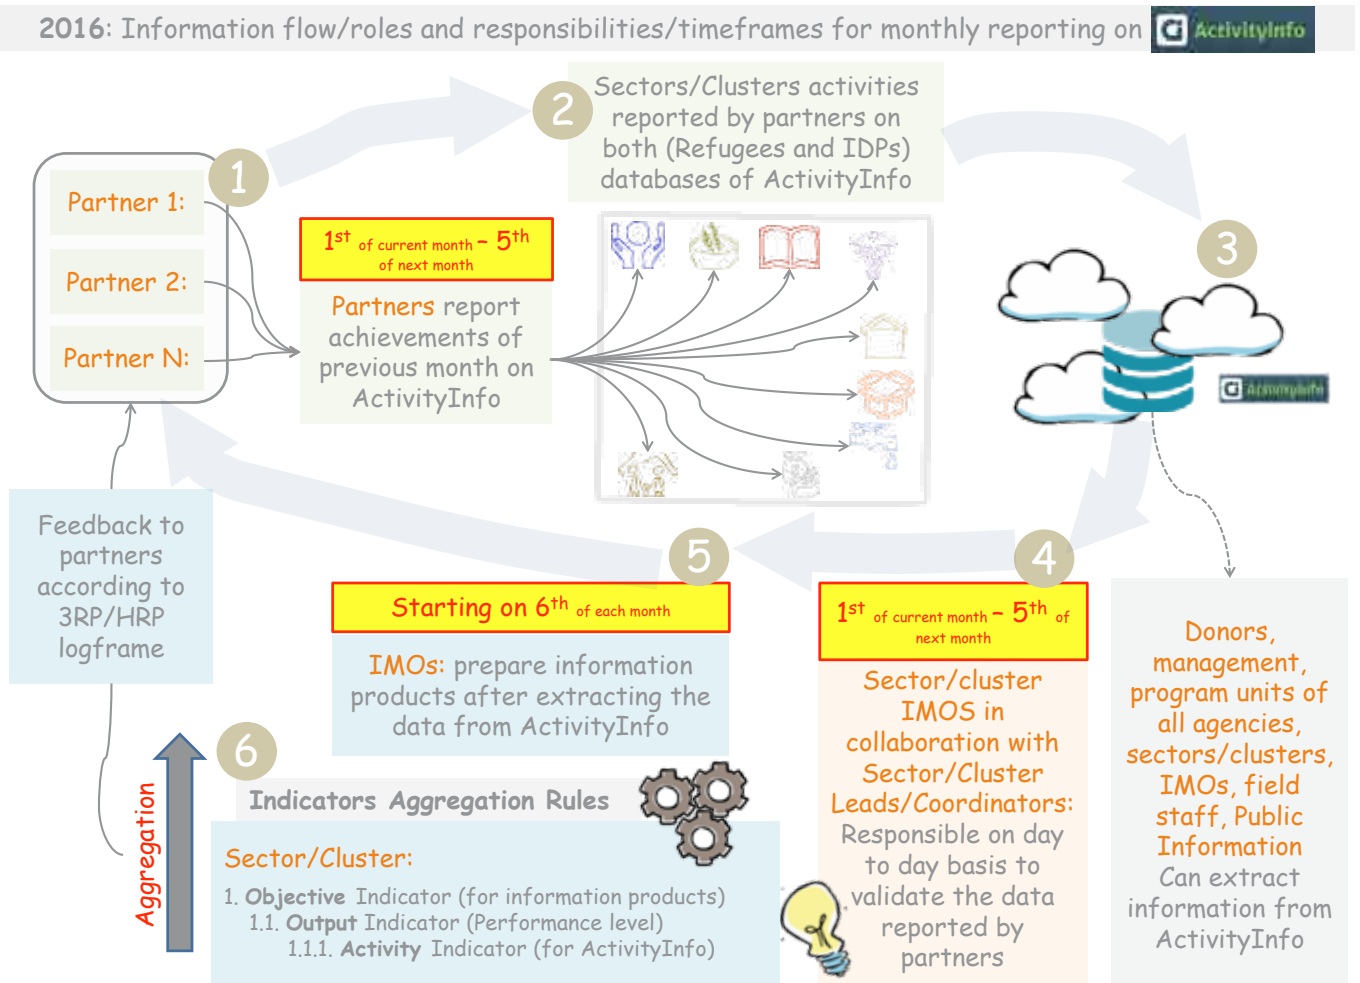 2016: Information flow/roles and responsibilities/timeframes for monthly reporting on ActivityInfo
1
Partner 1:
Partner 2:
Partner N:
1st of current month – 5th
of next month
Partners report
achievements of
previous month on
ActivityInfo
2
Sectors/Clusters activities
reported by partners on
both (Refugees and IDPs)
databases of ActivityInfo
3
ActivityInfo
4
1st of current month – 5th of
next month
Sector/cluster
IMOS in
collaboration with
Sector/Cluster
Leads/Coordinators:
Responsible on day
to day basis to
validate the data
reported by
partners
Donors,
management,
program units of
all agencies,
sectors/clusters,
IMOs, field
staff, Public
Information
Can extract
information from
ActivityInfo
5
Starting on 6th of each month
IMOs: prepare information
products after extracting the
data from ActivityInfo
6
Indicators Aggregation Rules
Sector/Cluster:
1. Objective Indicator (for information products)
1.1. Output Indicator (Performance level)
1.1.1. Activity Indicator (for ActivityInfo)
Aggregation
Feedback to
partners
according to
3RP/HRP
logframe